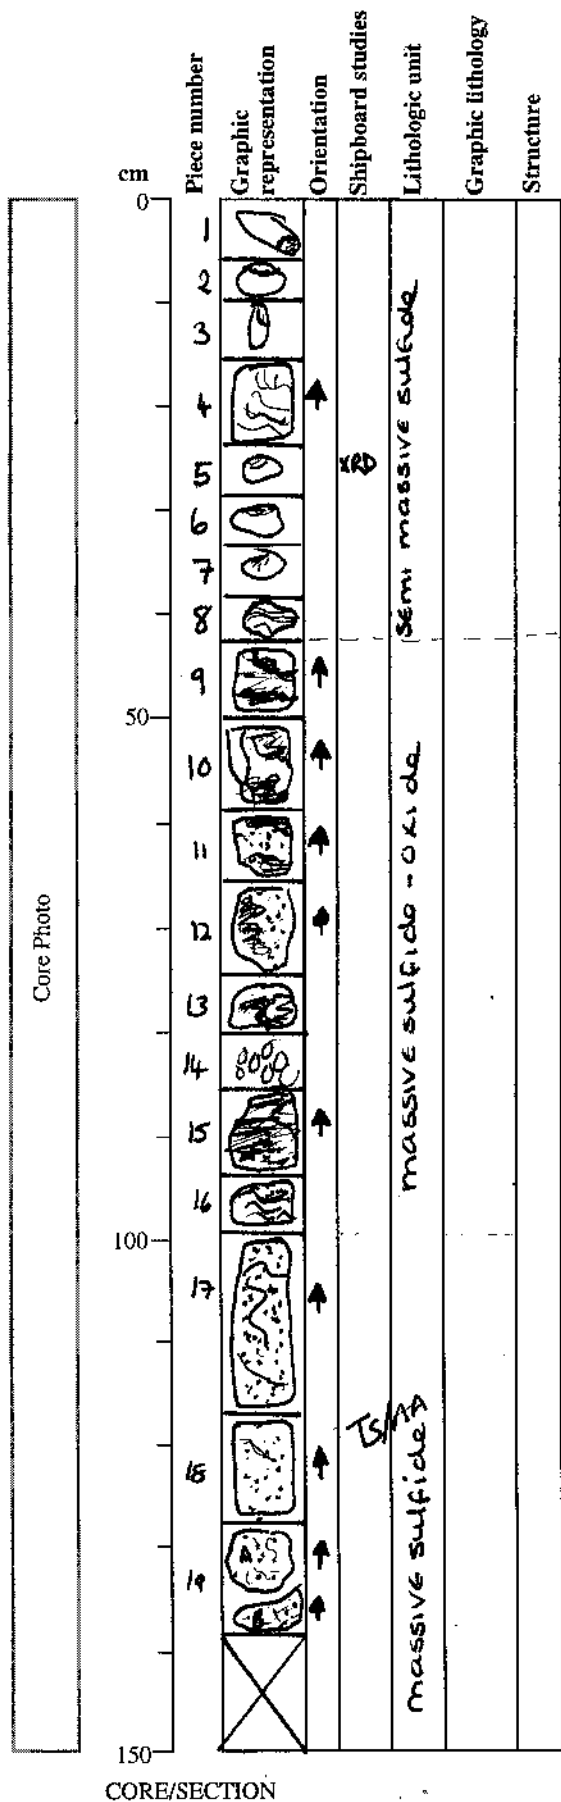 cm
Piece number
Graphic representation
Orientation
Shipboard studies
Lithologic unit
Graphic lithology
Structure
0
1
2
3
4
5
XRD
6
7
8
semi massive sulfide
9
50
10
11
12
13
14
15
16
massive sulfide - oxide
Core Photo
100
17
18
TS/
19
A
B
massive sulfide
150
CORE/SECTION